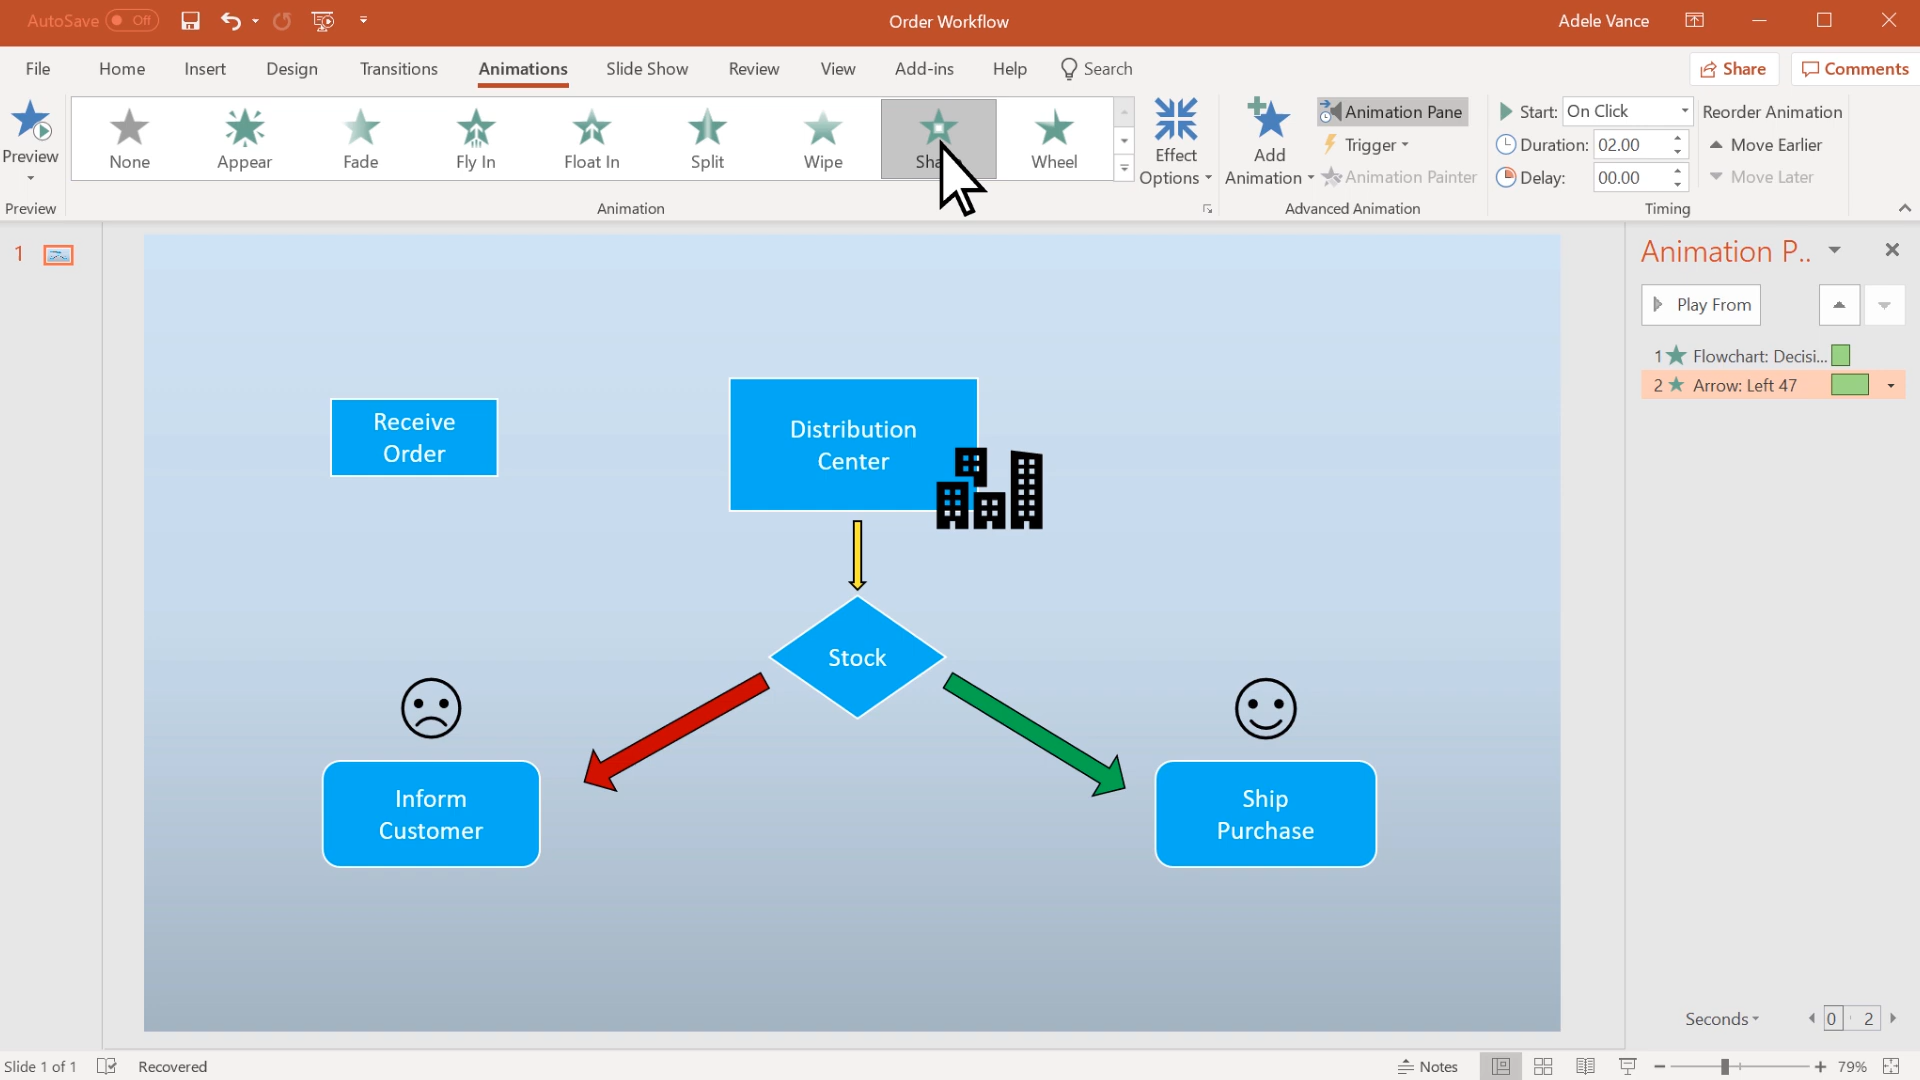 AutoSave Off
Order Workflow
Adele Vance
File Home Insert Design Transitions Animations Slide Show Review View Add-ins Help Search
Share Comments
Preview
Preview
None Appear Fade Fly In Float In Split Wipe Wheel
Animation
Effect
Options
Add
Animation
Animation Pane
Trigger
Animation Painter
Advanced Animation
Start: On Click
Duration: 02.00
Delay: 00.00
Reorder Animation
Move Earlier
Move Later
Timing
1
Receive
Order
Distribution
Center
Stock
Inform
Customer
Ship
Purchase
Animation P..
Play From
1 Flowchart: Decisi...
2 Arrow: Left 47
Seconds 0 2
Slide 1 of 1 Recovered Notes 79%